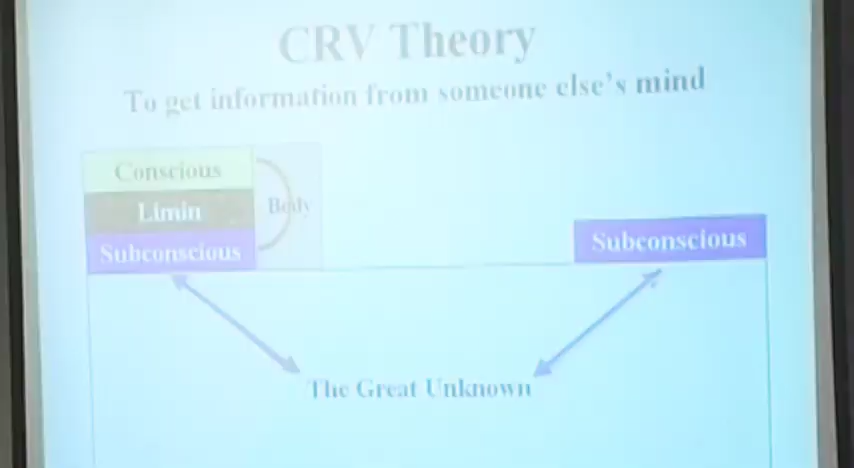 CRV Theory
To get information from someone else's mind
Conscious
Limin
Body
Subconscious
Subconscious
The Great Unknown